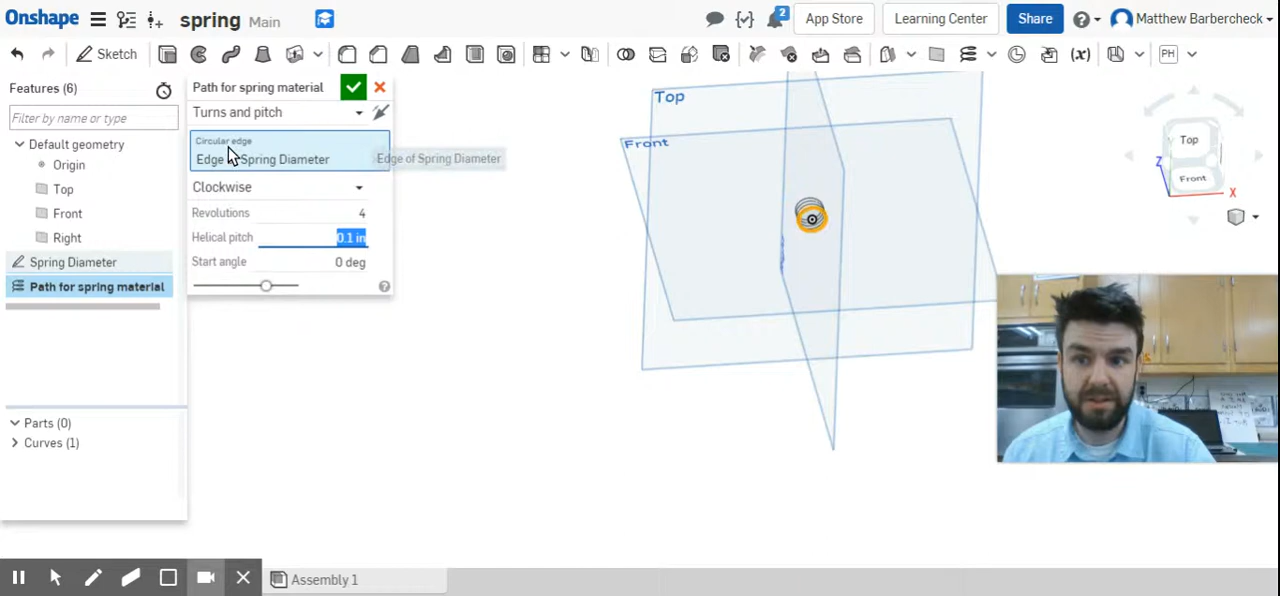 Onshape
spring Main
2
App Store
Learning Center
Share
Matthew Barbercheck
Sketch
(x)
PH
Features (6)
Filter by name or type
Default geometry
Origin
Top
Front
Right
Spring Diameter
Path for spring material
Parts (0)
Curves (1)
Path for spring material
Turns and pitch
Circular edge
Edge Spring Diameter
Edge of Spring Diameter
Clockwise
Revolutions 4
Helical pitch 0.1 in
Start angle 0 deg
Top
Front
Top
Front
Z
X
Assembly 1